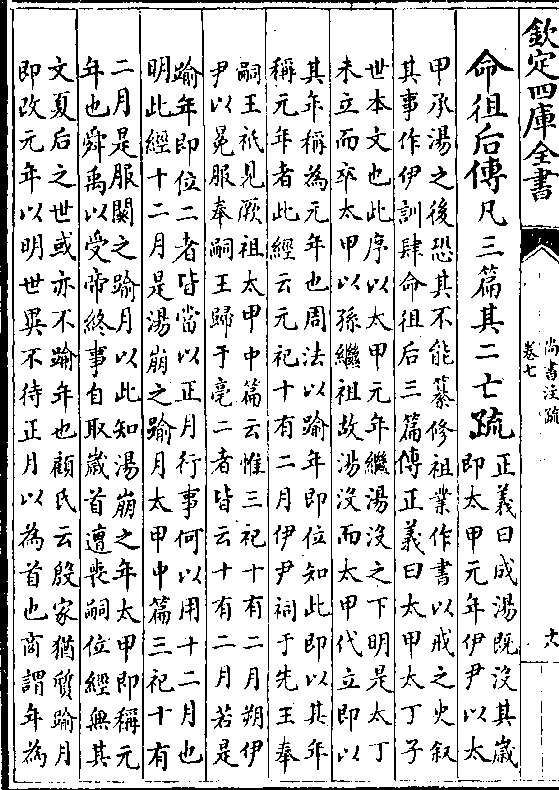 欽定四庫全書
尚書注疏
卷七
十八
命徂后傳凡三篇其二亡疏
正義曰成湯既沒其歲
即太甲元年伊尹以太
甲承湯之後恐其不能纂修祖業作書以戒之史叙
其事作伊訓肆命徂后三篇傳正義曰太甲太丁子
世本文也此序以太甲元年繼湯沒之下明是太丁
未立而卒太甲以孫繼祖故湯沒而太甲代立即以
其年稱為元年也周法以踰年即位知此即以其年
稱元年者此經云元祀十有二月伊尹祠于先王奉
嗣王祇見厥祖太甲中篇云惟三祀十有二月朔伊
尹以冕服奉嗣王歸于亳二者皆云十有二月若是
踰年即位二者皆當以正月行事何以用十二月也
明此經十二月是湯崩之踰月太甲中篇三祀十有
二月是服闋之踰月以此知湯崩之年太甲即稱元
年也舜禹以受帝終事自取歲首遭喪嗣位經無其
文夏后之世或亦不踰年也顧氏云殷家猶質踰月
即改元年以明世異不待正月以為首也商謂年為